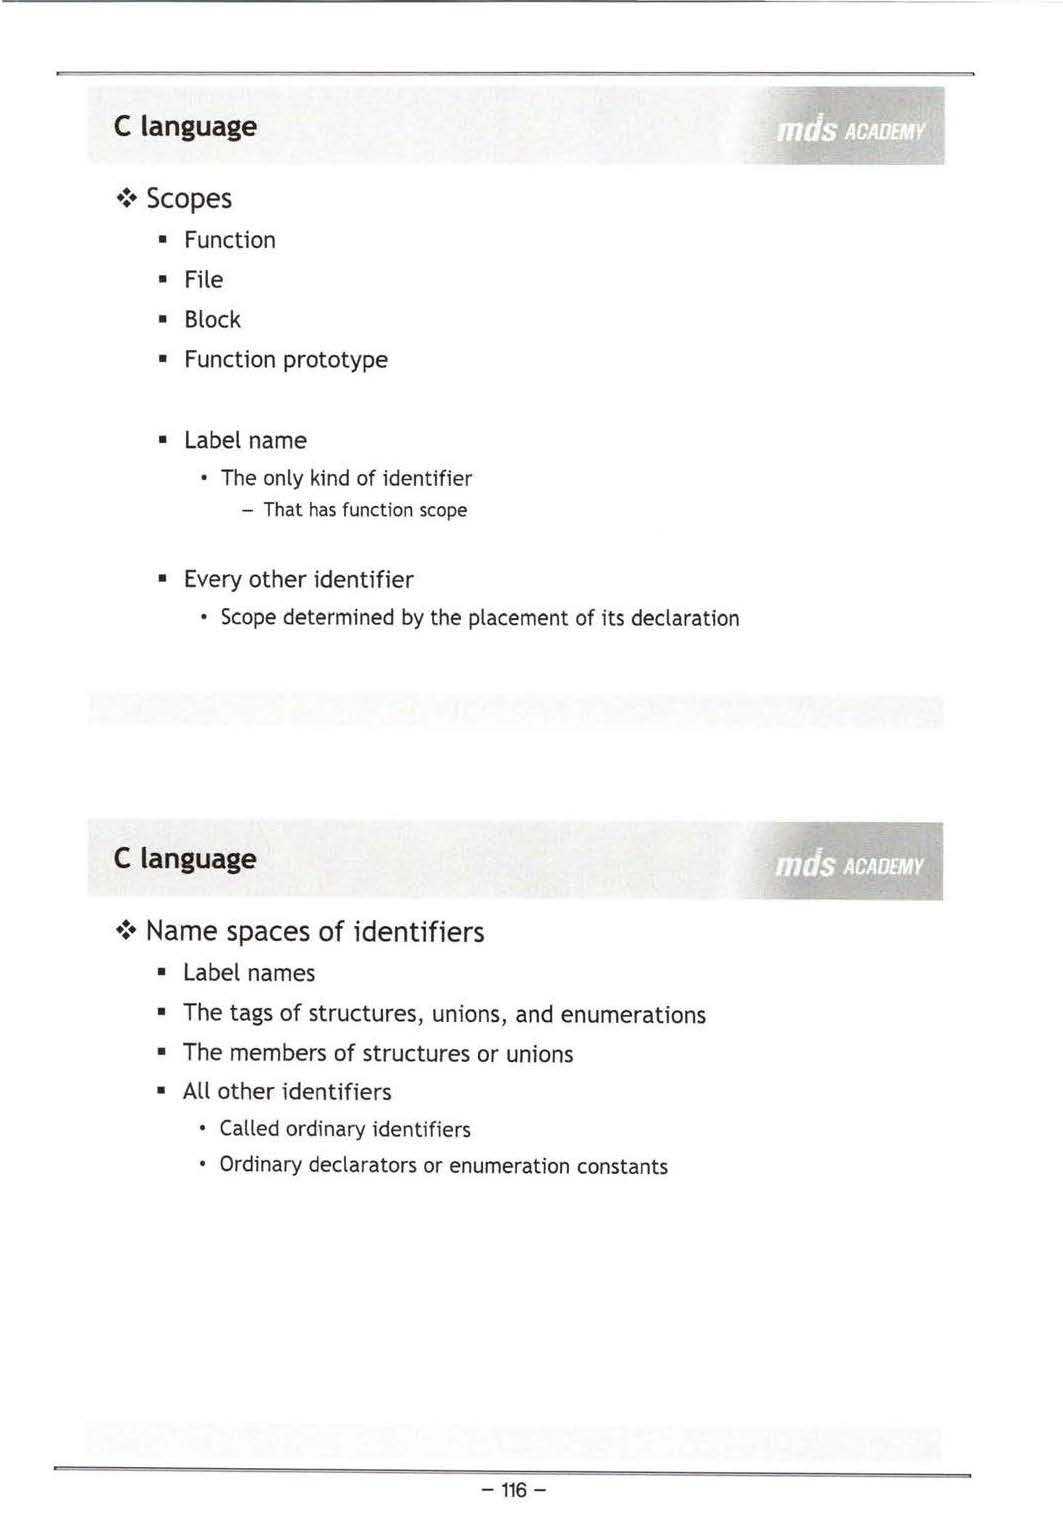 C language
mds ACADEMY
❖ Scopes
▪ Function
▪ File
▪ Block
▪ Function prototype
▪ Label name
• The only kind of identifier
– That has function scope
▪ Every other identifier
• Scope determined by the placement of its declaration
C language
mds ACADEMY
❖ Name spaces of identifiers
▪ Label names
▪ The tags of structures, unions, and enumerations
▪ The members of structures or unions
▪ All other identifiers
• Called ordinary identifiers
• Ordinary declarators or enumeration constants
– 116 –